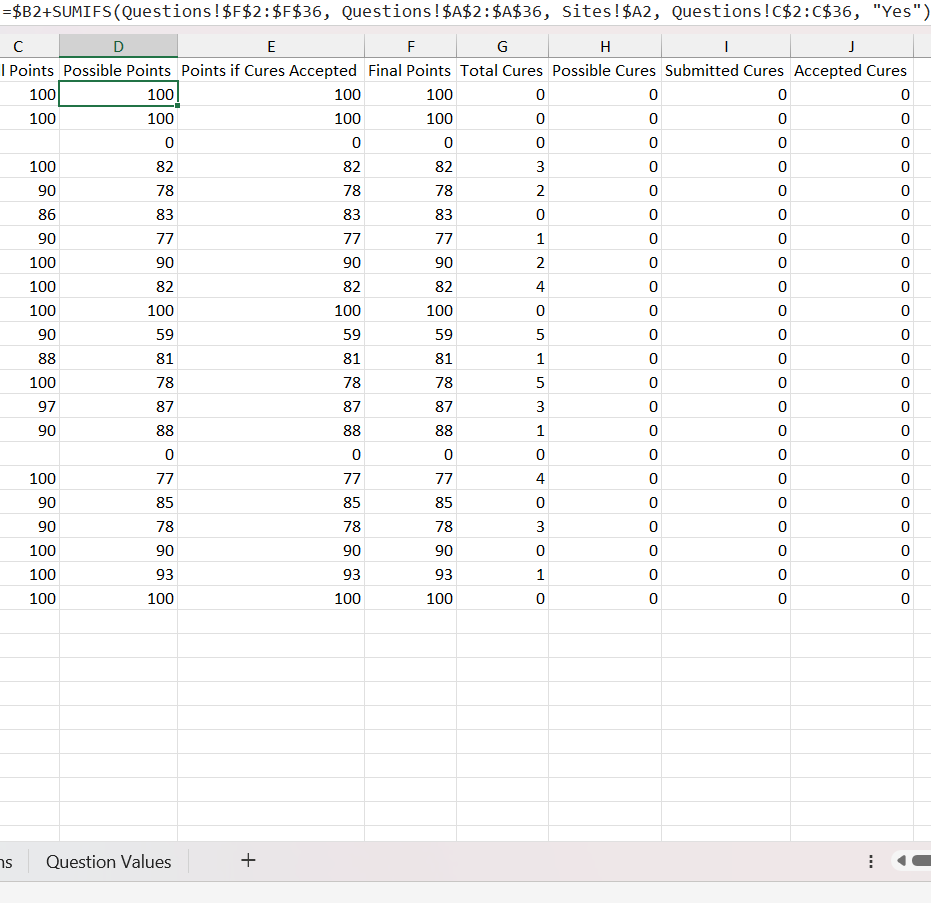 =$B2+SUMIFS(Questions!$F$2:$F$36, Questions!$A$2:$A$36, Sites!$A2, Questions!C$2:C$36, "Yes")
C D E F G H I J
l Points Possible Points Points if Cures Accepted Final Points Total Cures Possible Cures Submitted Cures Accepted Cures
100 100 100 100 0 0 0 0
100 100 100 100 0 0 0 0
0 0 0 0 0 0 0
100 82 82 82 3 0 0 0
90 78 78 78 2 0 0 0
86 83 83 83 0 0 0 0
90 77 77 77 1 0 0 0
100 90 90 90 2 0 0 0
100 82 82 82 4 0 0 0
100 100 100 100 0 0 0 0
90 59 59 59 5 0 0 0
88 81 81 81 1 0 0 0
100 78 78 78 5 0 0 0
97 87 87 87 3 0 0 0
90 88 88 88 1 0 0 0
0 0 0 0 0 0 0
100 77 77 77 4 0 0 0
90 85 85 85 0 0 0 0
90 78 78 78 3 0 0 0
100 90 90 90 0 0 0 0
100 93 93 93 1 0 0 0
100 100 100 100 0 0 0 0
ns Question Values +